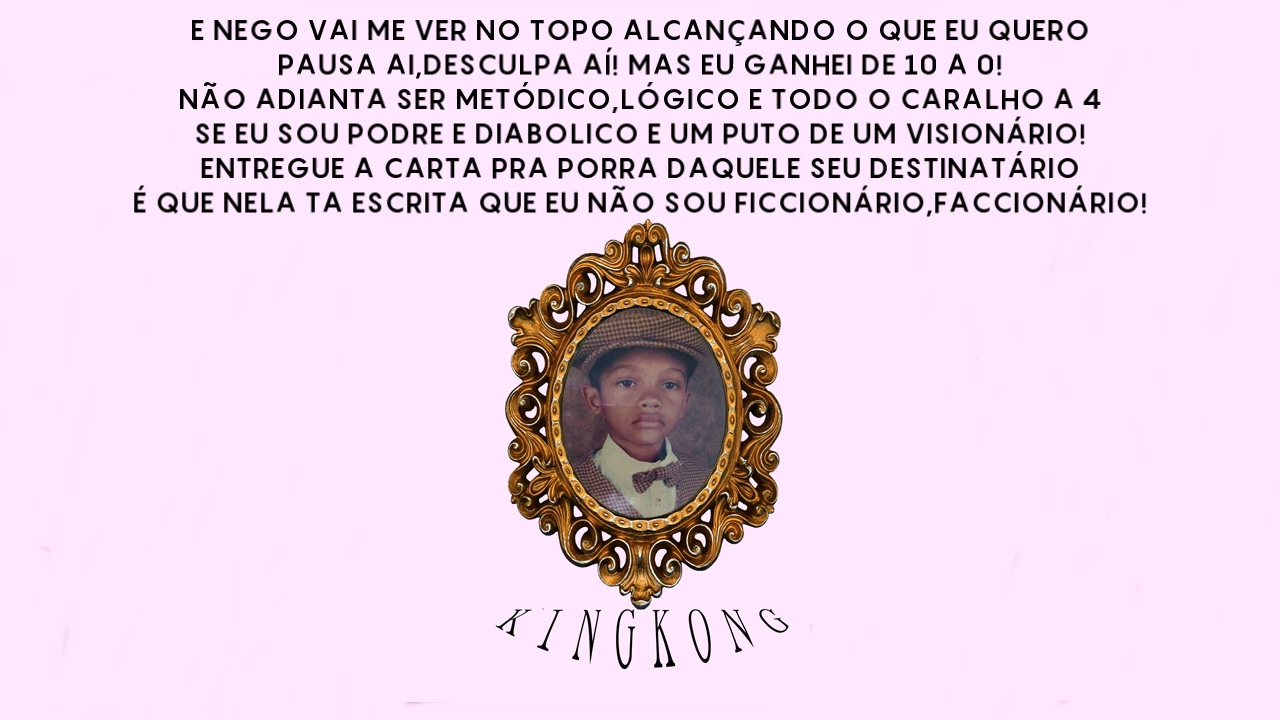 E NEGO VAI ME VER NO TOPO ALCANÇANDO O QUE EU QUERO
PAUSA AI,DESCULPA AÍ! MAS EU GANHEI DE 10 A 0!
NÃO ADIANTA SER METÓDICO,LÓGICO E TODO O CARALHO A 4
SE EU SOU PODRE E DIABOLICO E UM PUTO DE UM VISIONÁRIO!
ENTREGUE A CARTA PRA PORRA DAQUELE SEU DESTINATÁRIO
É QUE NELA TA ESCRITA QUE EU NÃO SOU FICCIONÁRIO,FACCIONÁRIO!
KINGKONG